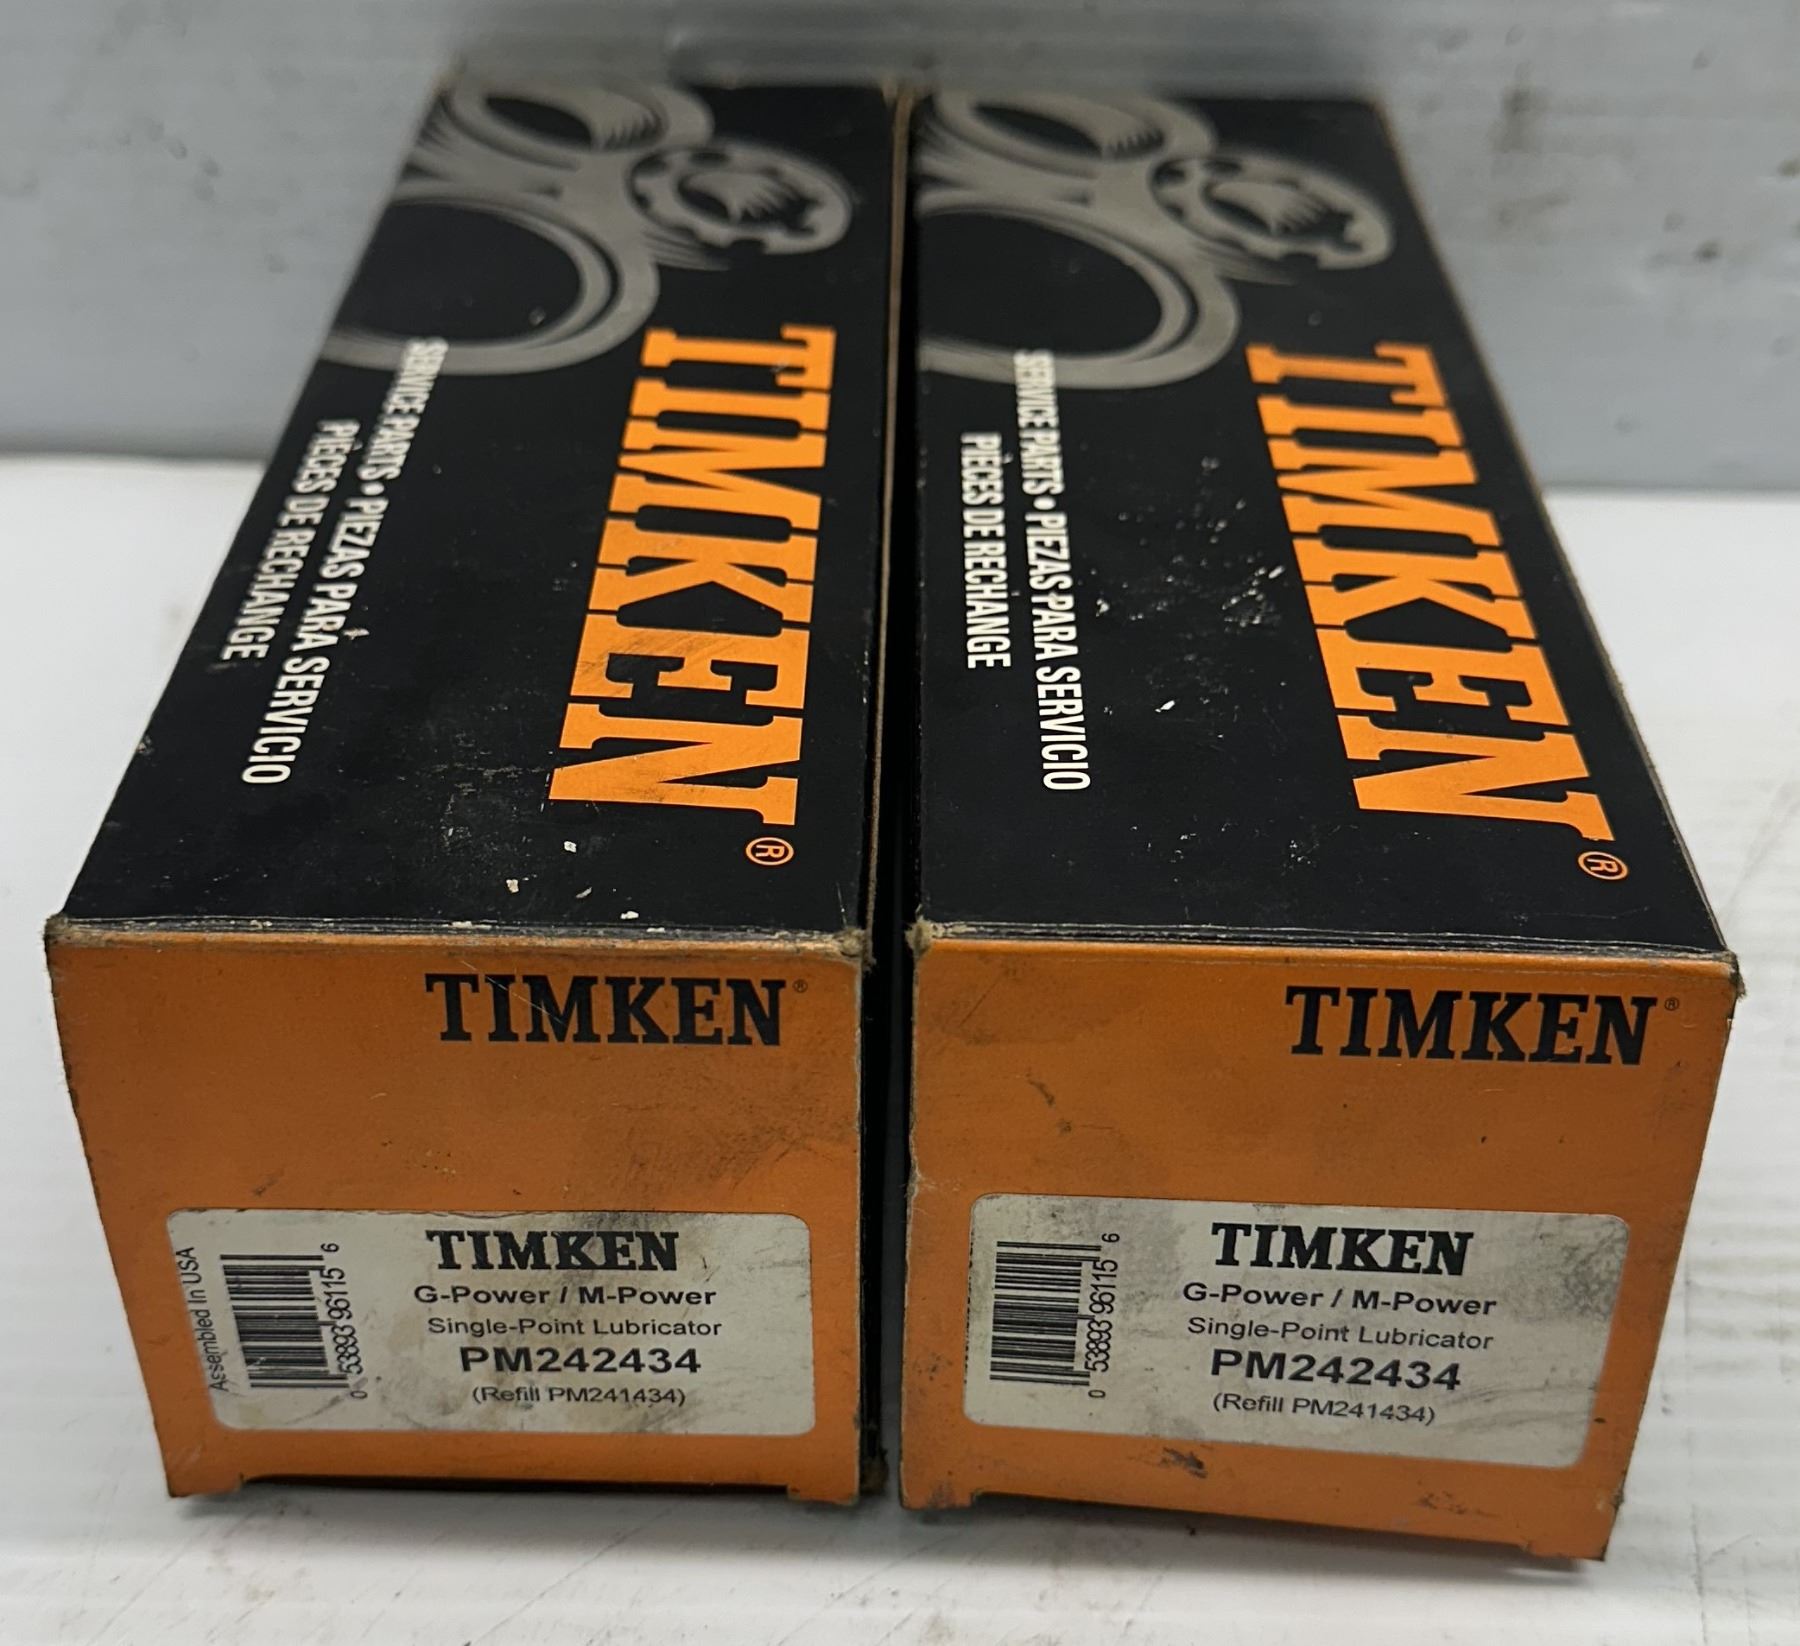 TIMKEN®
SERVICE PARTS • PIEZAS PARA SERVICIO
PIÈCES DE RECHANGE
TIMKEN®
SERVICE PARTS • PIEZAS PARA SERVICIO
PIÈCES DE RECHANGE
TIMKEN®
Assembled In USA
0 53893 96115 6
TIMKEN
G-Power / M-Power
Single-Point Lubricator
PM242434
(Refill PM241434)
TIMKEN®
0 53893 96115 6
TIMKEN
G-Power / M-Power
Single-Point Lubricator
PM242434
(Refill PM241434)